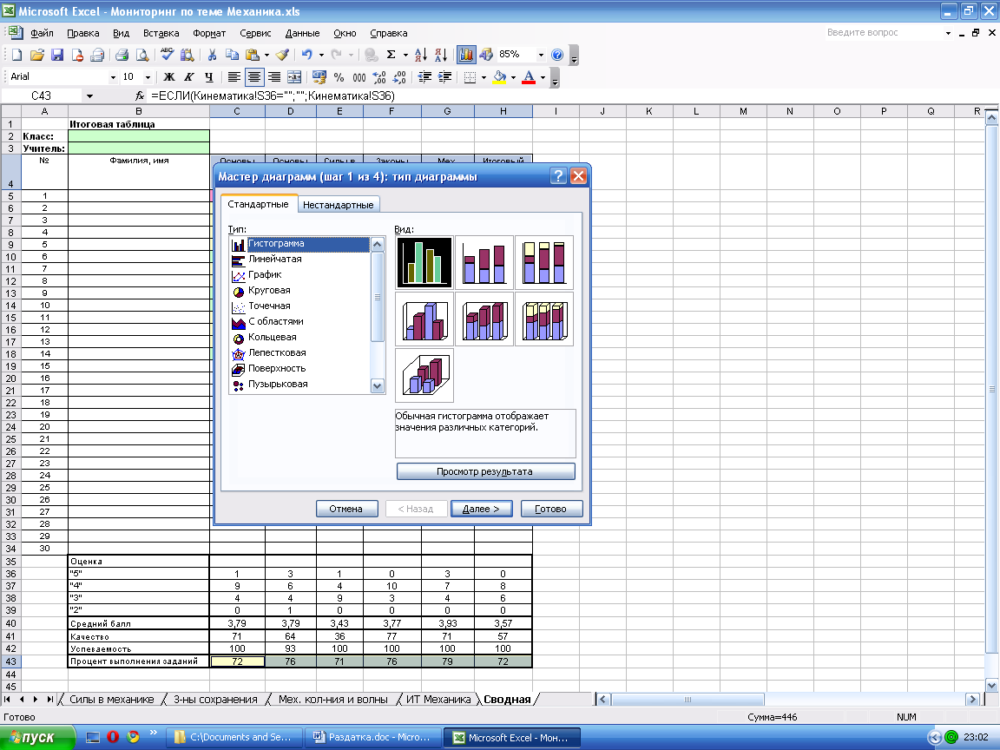 Microsoft Excel - Мониторинг по теме Механика.xls
Файл Правка Вид Вставка Формат Сервис Данные Окно Справка Введите вопрос
85%
Arial 10 Ж К Ч % 000
C43 fx =ЕСЛИ(Кинематика!S36="";"";Кинематика!S36)
A B C D E F G H I J K L M N O P Q R
1 Итоговая таблица
2 Класс:
3 Учитель:
№ Фамилия, имя Основы Основы Силы в Законы Мех. Итоговый
4
5 1
6 2
7 3
8 4
9 5
10 6
11 7
12 8
13 9
14 10
15 11
16 12
17 13
18 14
19 15
20 16
21 17
22 18
23 19
24 20
25 21
26 22
27 23
28 24
29 25
30 26
31 27
32 28
33 29
34 30
35 Оценка
36 "5" 1 3 1 0 3 0
37 "4" 9 6 4 10 7 8
38 "3" 4 4 9 3 4 6
39 "2" 0 1 0 0 0 0
40 Средний балл 3,79 3,79 3,43 3,77 3,93 3,57
41 Качество 71 64 36 77 71 57
42 Успеваемость 100 93 100 100 100 100
43 Процент выполнения заданий 72 76 71 76 79 72
44
45
Мастер диаграмм (шаг 1 из 4): тип диаграммы
Стандартные Нестандартные
Тип: Вид:
Гистограмма
Линейчатая
График
Круговая
Точечная
С областями
Кольцевая
Лепестковая
Поверхность
Пузырьковая
Обычная гистограмма отображает
значения различных категорий.
Просмотр результата
Отмена < Назад Далее > Готово
Силы в механике З-ны сохранения Мех. кол-ния и волны ИТ Механика Сводная
Готово Сумма=446 NUM
пуск C:\Documents and Se... Раздатка.doc - Micro... Microsoft Excel - Мон... 23:02